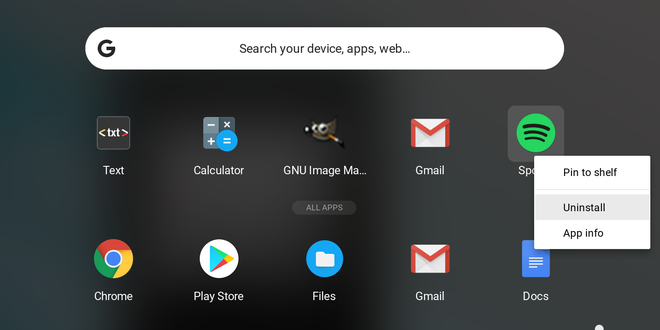 G Search your device, apps, web...
<txt>
Text Calculator GNU Image Ma... Gmail
Pin to shelf
Uninstall
App info
ALL APPS
Chrome Play Store Files Gmail Docs